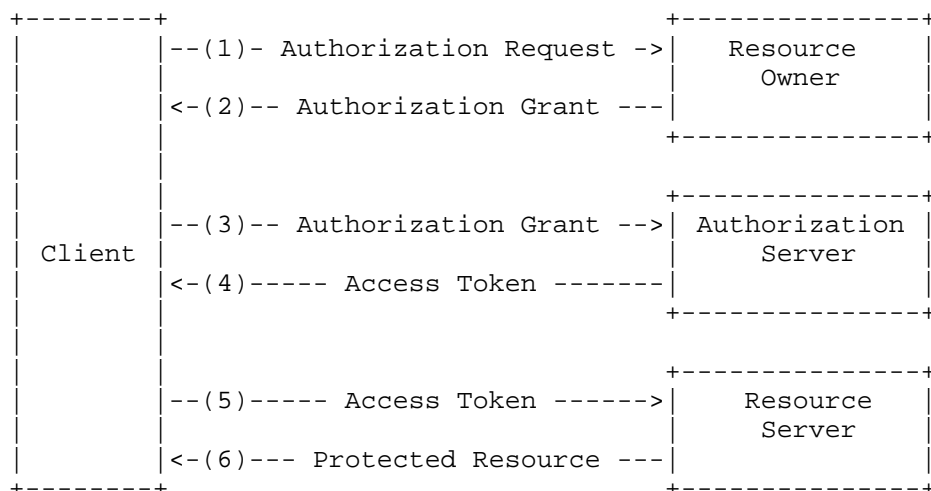 --(1)- Authorization Request -> Resource
Owner
<-(2)-- Authorization Grant ---
--(3)-- Authorization Grant --> Authorization
Client Server
<-(4)----- Access Token -------
--(5)----- Access Token ------> Resource
Server
<-(6)--- Protected Resource ---